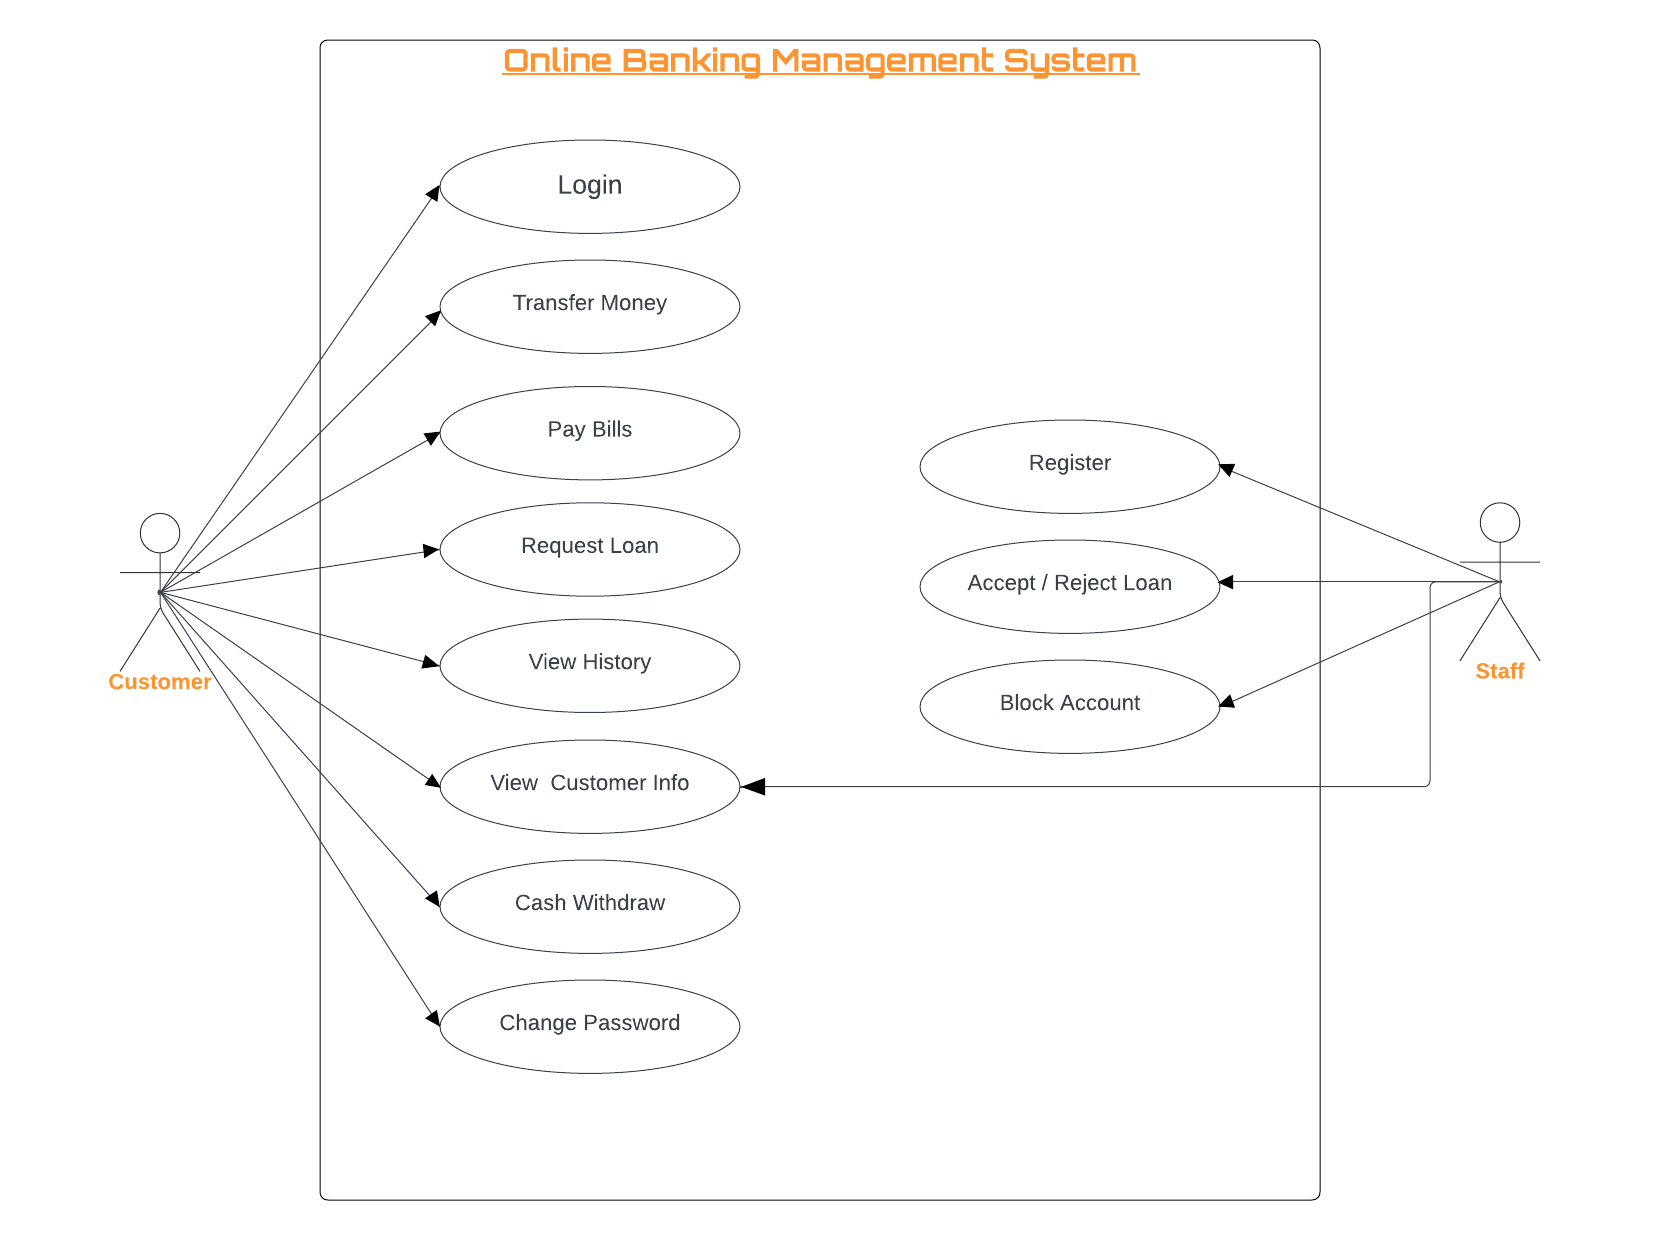 Online Banking Management System
Login
Transfer Money
Pay Bills
Request Loan
View History
View  Customer Info
Cash Withdraw
Change Password
Register
Accept / Reject Loan
Block Account
Customer
Staff